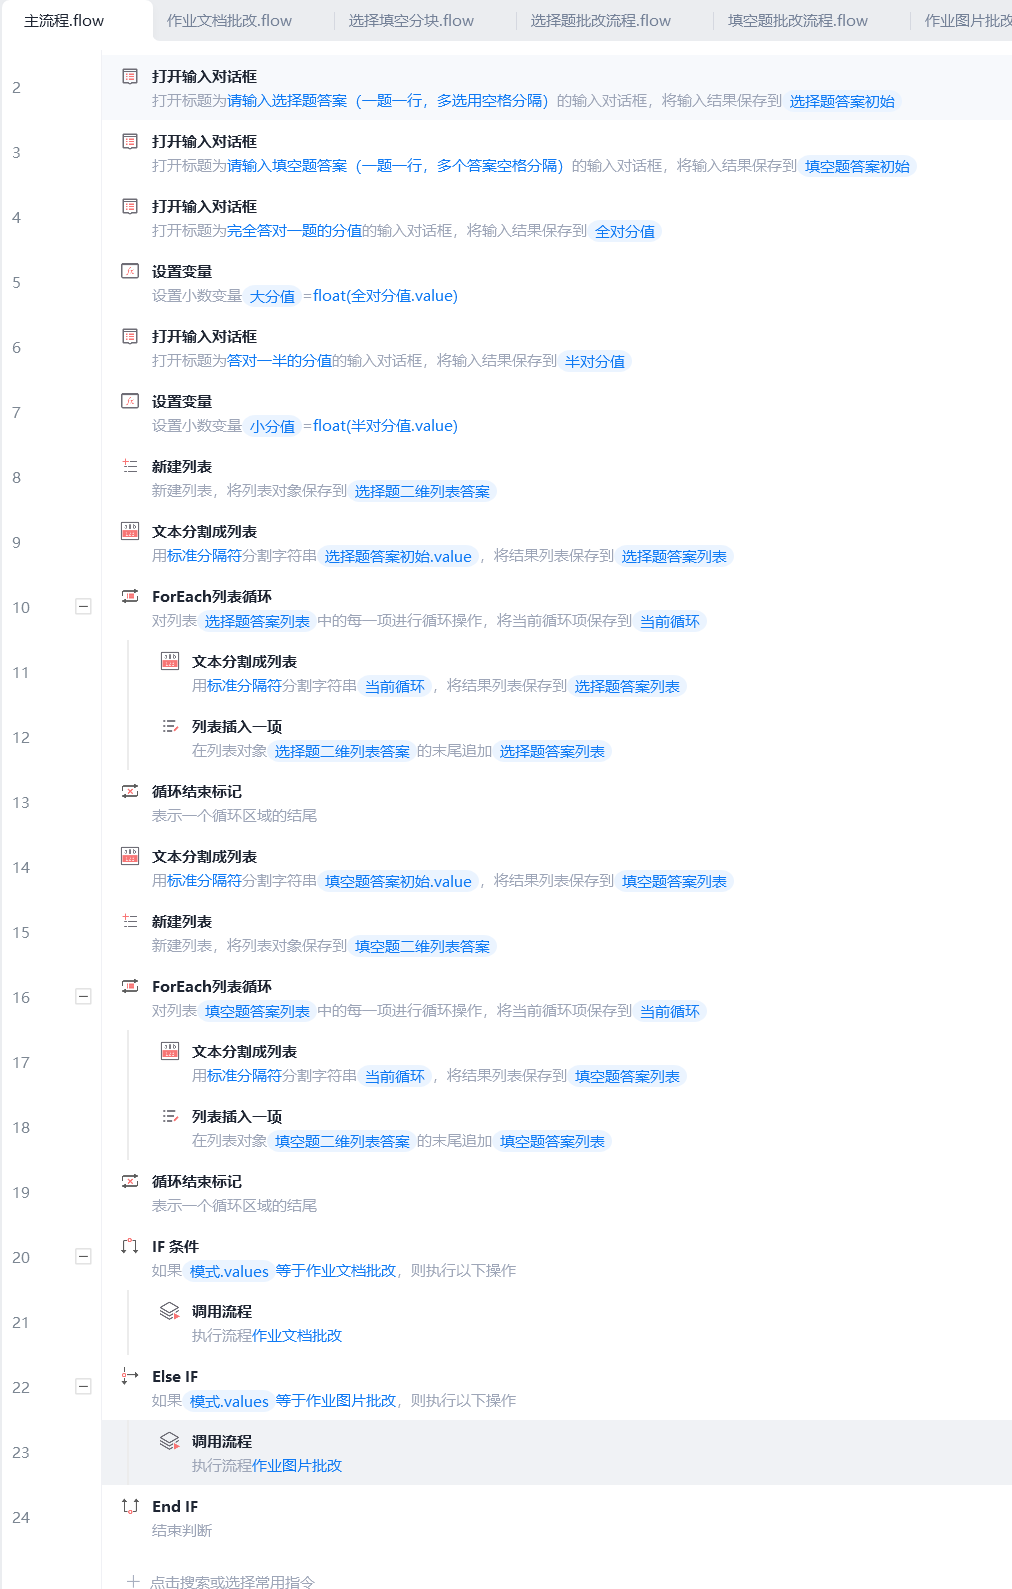 主流程.flow
作业文档批改.flow
选择填空分块.flow
选择题批改流程.flow
填空题批改流程.flow
作业图片批改
2
打开输入对话框
打开标题为请输入选择题答案（一题一行，多选用空格分隔）的输入对话框，将输入结果保存到 选择题答案初始
3
打开输入对话框
打开标题为请输入填空题答案（一题一行，多个答案空格分隔）的输入对话框，将输入结果保存到 填空题答案初始
4
打开输入对话框
打开标题为完全答对一题的分值的输入对话框，将输入结果保存到 全对分值
5
设置变量
设置小数变量 大分值 =float(全对分值.value)
6
打开输入对话框
打开标题为答对一半的分值的输入对话框，将输入结果保存到 半对分值
7
设置变量
设置小数变量 小分值 =float(半对分值.value)
8
新建列表
新建列表，将列表对象保存到 选择题二维列表答案
9
文本分割成列表
用标准分隔符分割字符串 选择题答案初始.value ，将结果列表保存到 选择题答案列表
10
ForEach列表循环
对列表 选择题答案列表 中的每一项进行循环操作，将当前循环项保存到 当前循环
11
文本分割成列表
用标准分隔符分割字符串 当前循环 ，将结果列表保存到 选择题答案列表
12
列表插入一项
在列表对象 选择题二维列表答案 的末尾追加 选择题答案列表
13
循环结束标记
表示一个循环区域的结尾
14
文本分割成列表
用标准分隔符分割字符串 填空题答案初始.value ，将结果列表保存到 填空题答案列表
15
新建列表
新建列表，将列表对象保存到 填空题二维列表答案
16
ForEach列表循环
对列表 填空题答案列表 中的每一项进行循环操作，将当前循环项保存到 当前循环
17
文本分割成列表
用标准分隔符分割字符串 当前循环 ，将结果列表保存到 填空题答案列表
18
列表插入一项
在列表对象 填空题二维列表答案 的末尾追加 填空题答案列表
19
循环结束标记
表示一个循环区域的结尾
20
IF 条件
如果 模式.values 等于作业文档批改，则执行以下操作
21
调用流程
执行流程作业文档批改
22
Else IF
如果 模式.values 等于作业图片批改，则执行以下操作
23
调用流程
执行流程作业图片批改
24
End IF
结束判断
点击搜索或选择常用指令